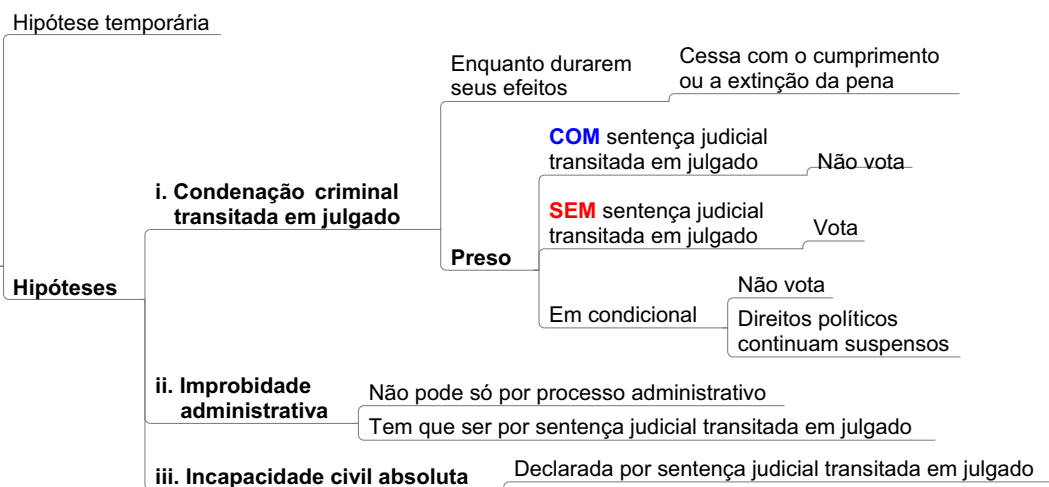 Hipótese temporária
Hipóteses
i. Condenação criminal
transitada em julgado
Enquanto durarem
seus efeitos
Cessa com o cumprimento
ou a extinção da pena
Preso
COM sentença judicial
transitada em julgado
Não vota
SEM sentença judicial
transitada em julgado
Vota
Em condicional
Não vota
Direitos políticos
continuam suspensos
ii. Improbidade
administrativa
Não pode só por processo administrativo
Tem que ser por sentença judicial transitada em julgado
iii. Incapacidade civil absoluta
Declarada por sentença judicial transitada em julgado